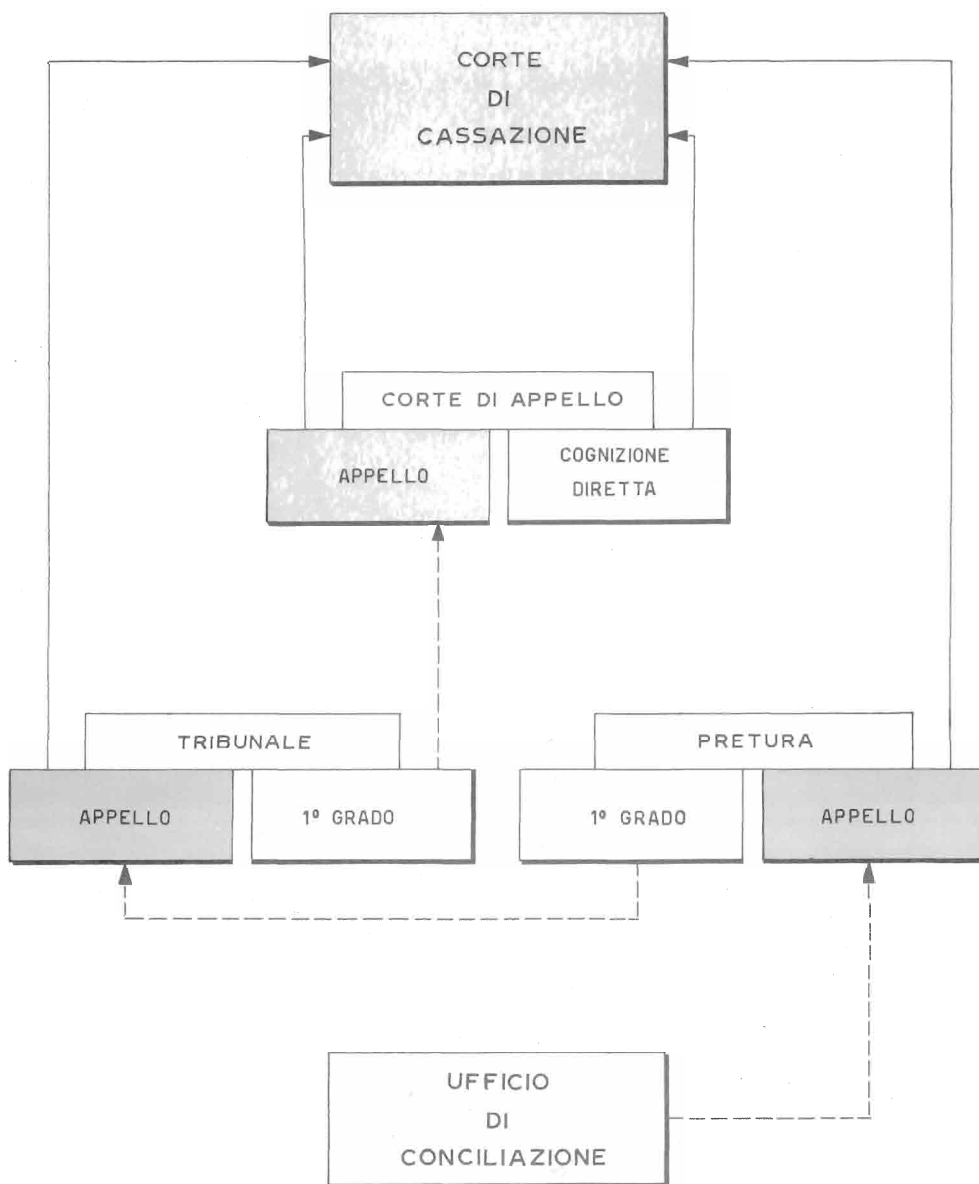 CORTE
DI
CASSAZIONE
CORTE DI APPELLO
APPELLO
COGNIZIONE
DIRETTA
TRIBUNALE
PRETURA
APPELLO
1º GRADO
1º GRADO
APPELLO
UFFICIO
DI
CONCILIAZIONE